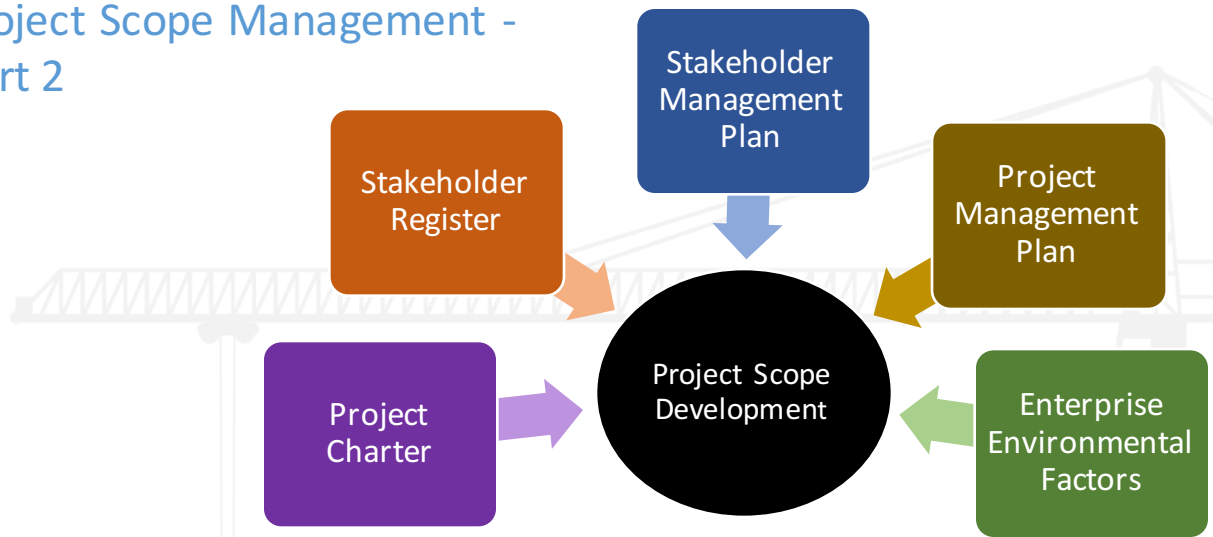 oject Scope Management -
rt 2
Stakeholder
Management
Plan
Stakeholder
Register
Project
Management
Plan
Project Scope
Development
Project
Charter
Enterprise
Environmental
Factors